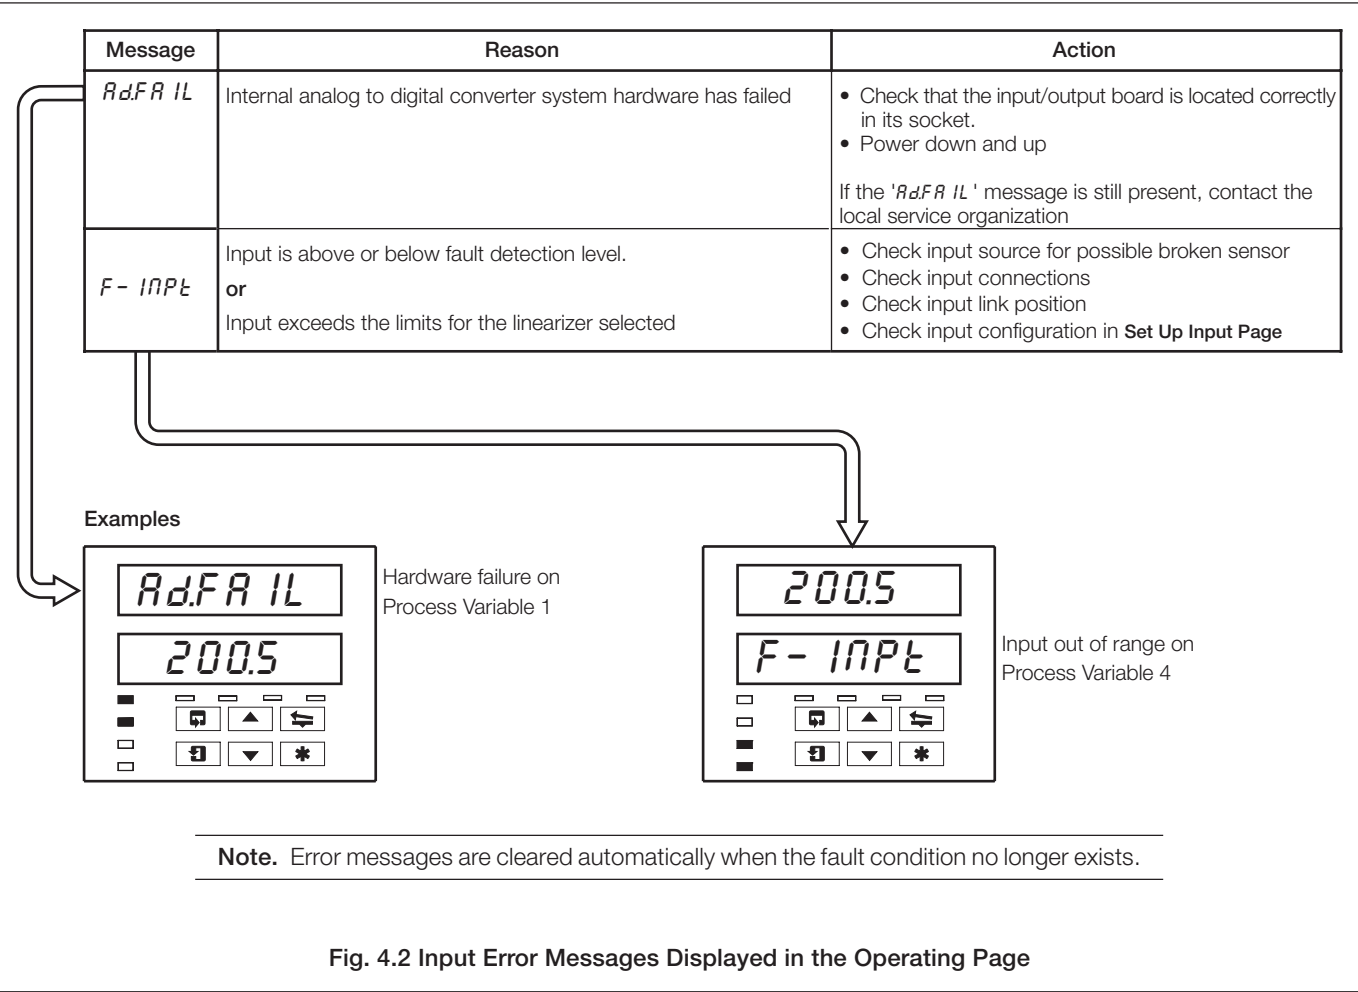 Message Reason Action
Ad.FAIL Internal analog to digital converter system hardware has failed
• Check that the input/output board is located correctly
in its socket.
• Power down and up
If the 'Ad.FAIL' message is still present, contact the
local service organization
F-INPt
Input is above or below fault detection level.
or
Input exceeds the limits for the linearizer selected
• Check input source for possible broken sensor
• Check input connections
• Check input link position
• Check input configuration in Set Up Input Page
Examples
Ad.FAIL
200.5
Hardware failure on
Process Variable 1
200.5
F-INPt
Input out of range on
Process Variable 4
Note. Error messages are cleared automatically when the fault condition no longer exists.
Fig. 4.2 Input Error Messages Displayed in the Operating Page